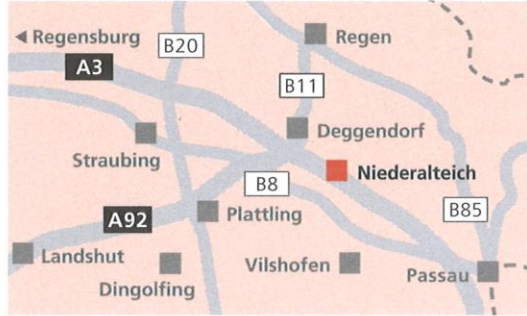 ◄ Regensburg
B20
Regen
A3
B11
Deggendorf
Straubing
Niederalteich
B8
A92
Plattling
B85
Landshut
Vilshofen
Passau
Dingolfing